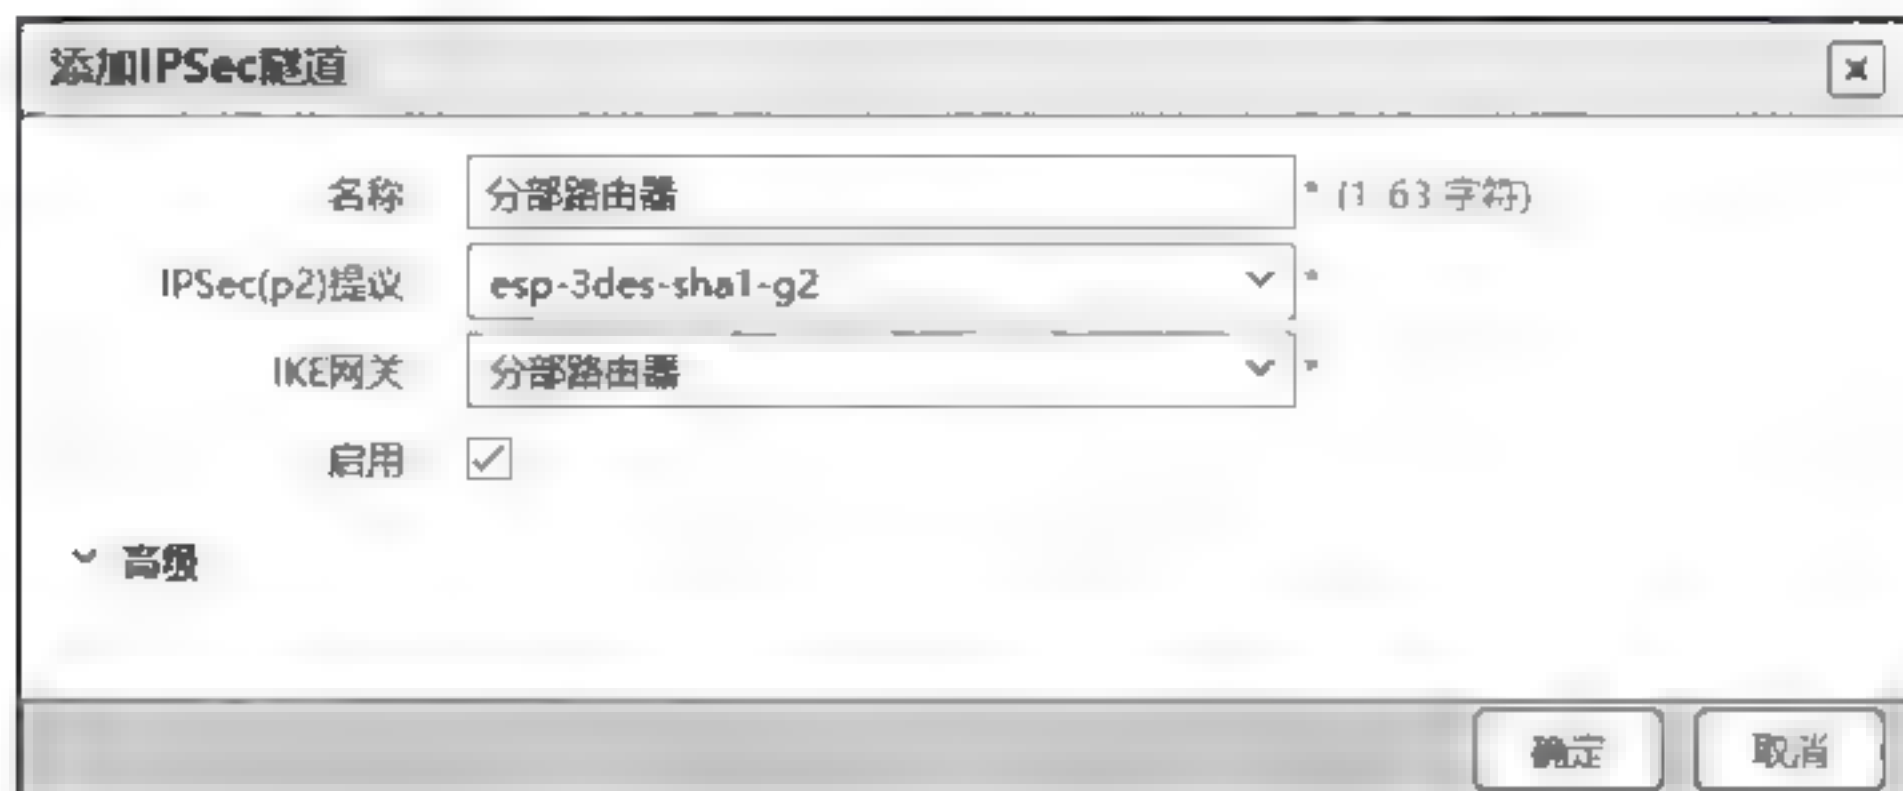 添加IPSec隧道
名称 分部路由器 * (1 63 字符)
IPSec(p2)提议 esp-3des-sha1-g2 *
IKE网关 分部路由器 *
启用
高级
确定 取消